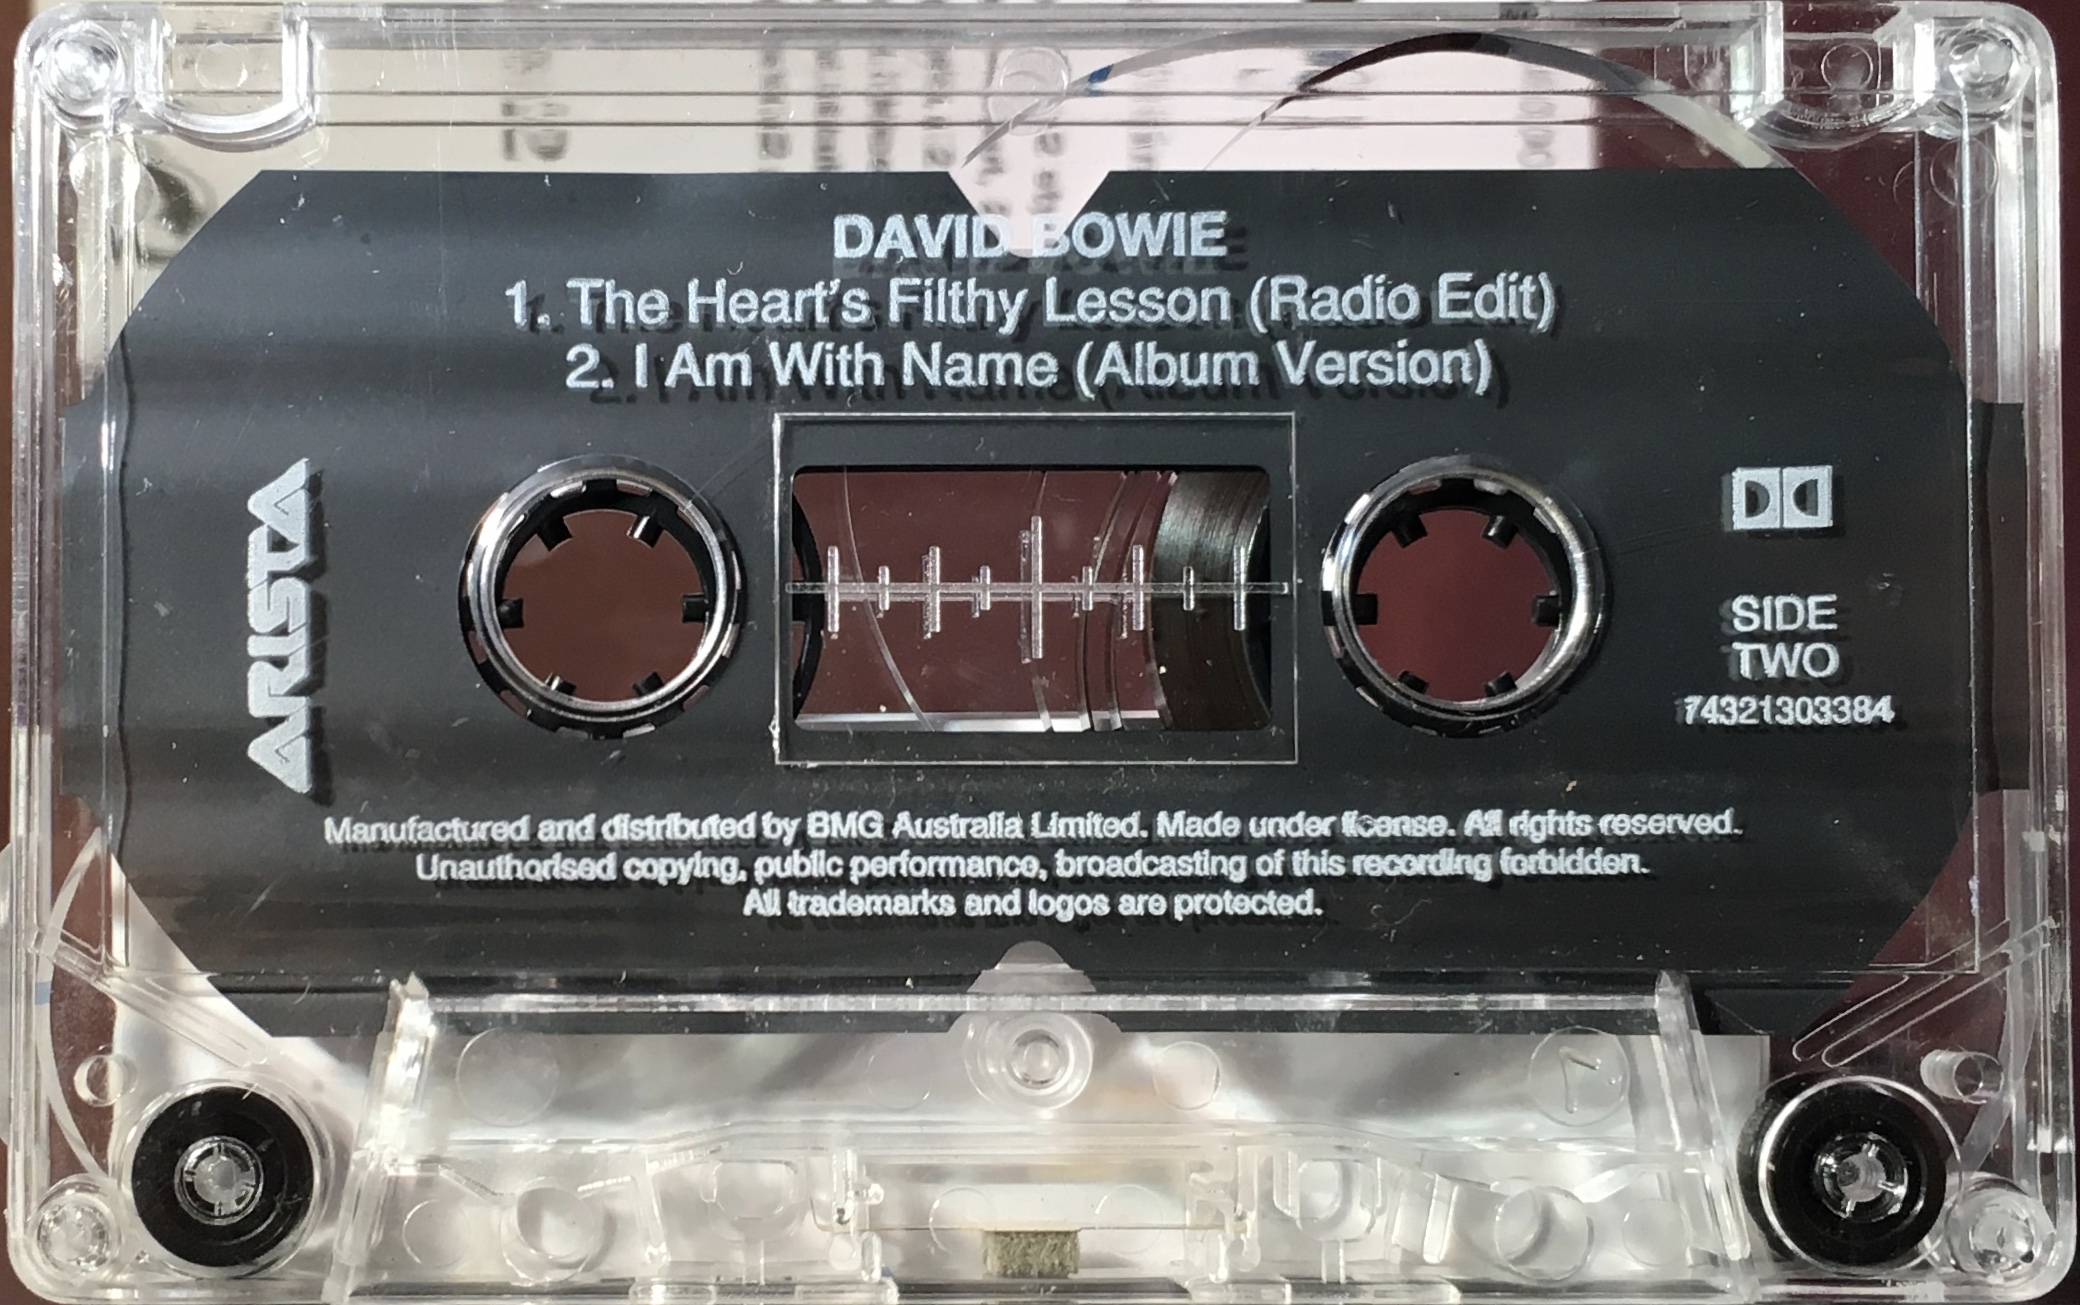 DAVID BOWIE
1. The Heart's Filthy Lesson (Radio Edit)
2. I Am With Name (Album Version)
ARISTA
SIDE
TWO
74321303384
Manufactured and distributed by BMG Australia Limited. Made under license. All rights reserved.
Unauthorised copying, public performance, broadcasting of this recording forbidden.
All trademarks and logos are protected.